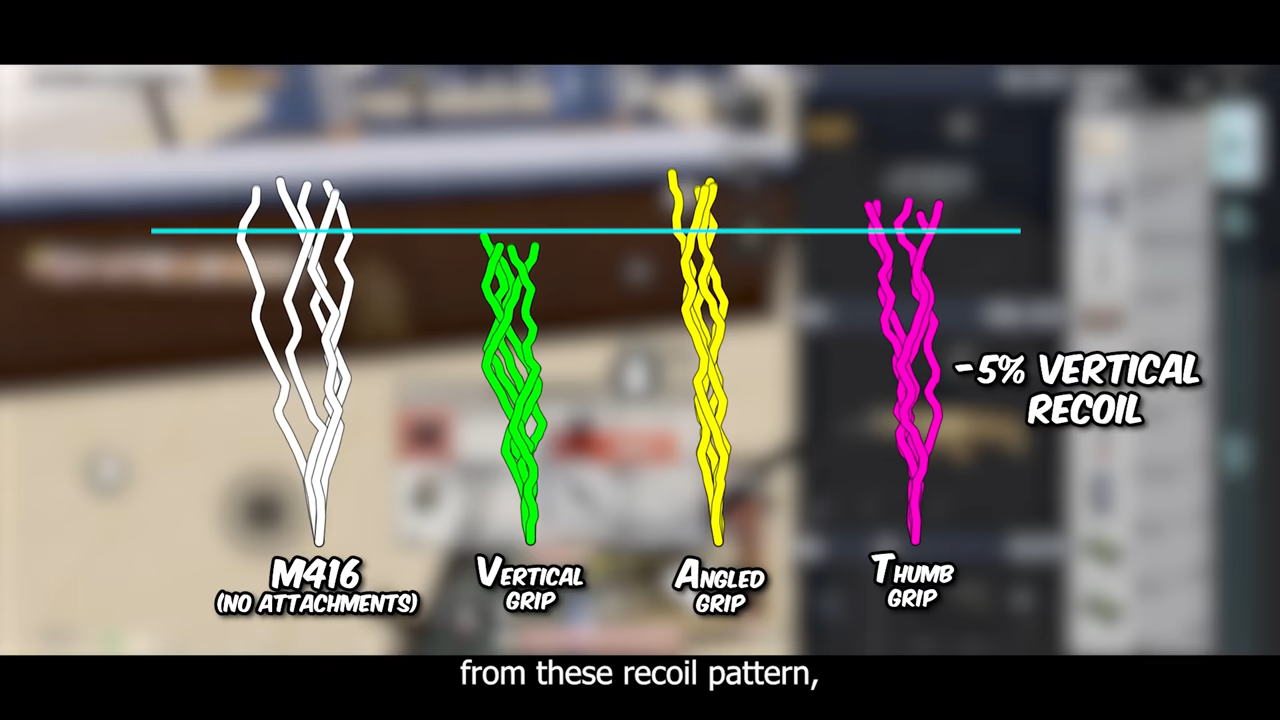 -5% VERTICAL
RECOIL
M416
(NO ATTACHMENTS)
VERTICAL
GRIP
ANGLED
GRIP
THUMB
GRIP
from these recoil pattern,